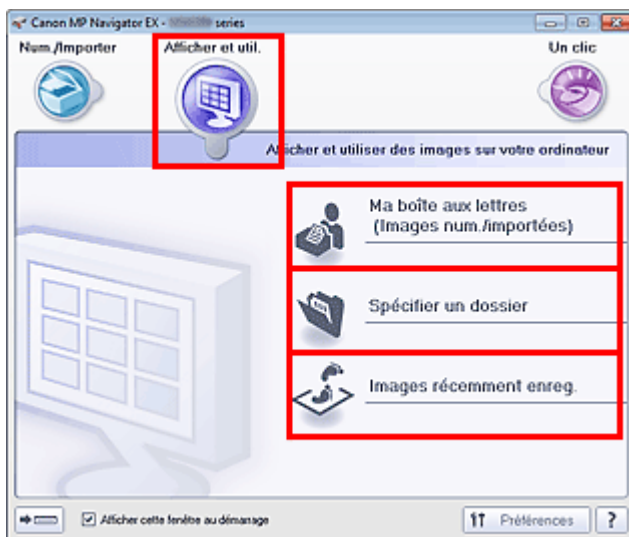 Canon MP Navigator EX - series
Num./Importer
Afficher et util.
Un clic
Afficher et utiliser des images sur votre ordinateur
Ma boîte aux lettres
(Images num./importées)
Spécifier un dossier
Images récemment enreg.
Afficher cette fenêtre au démarrage
Préférences
?